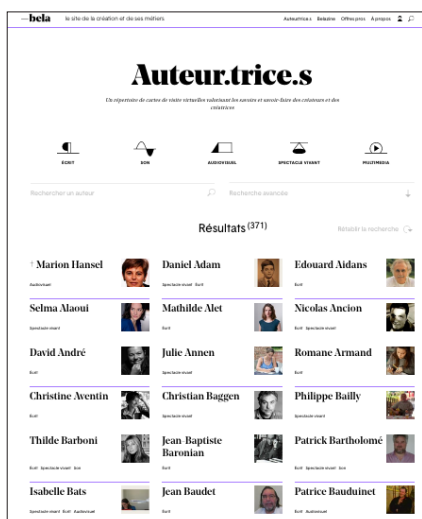 —bela le site de la création et de ses métiers Auteur·trice·s Belazine Offres pros À propos
Auteur.trice.s
Un répertoire de cartes de visite virtuelles valorisant les savoirs et savoir-faire des créateurs et des
créatrices
ÉCRIT SON AUDIOVISUEL SPECTACLE VIVANT MULTIMEDIA
Rechercher un auteur Recherche avancée
Résultats (371) Rétablir la recherche
† Marion Hansel Daniel Adam Edouard Aidans
Audiovisuel Spectacle vivant Écrit Écrit
Selma Alaoui Mathilde Alet Nicolas Ancion
Spectacle vivant Écrit Écrit Spectacle vivant
David André Julie Annen Romane Armand
Écrit Spectacle vivant Écrit
Christine Aventin Christian Baggen Philippe Bailly
Écrit Spectacle vivant Spectacle vivant
Thilde Barboni Jean-Baptiste Patrick Bartholomé
Baronian
Écrit Spectacle vivant Son Écrit Écrit Spectacle vivant Son
Isabelle Bats Jean Baudet Patrice Bauduinet
Spectacle vivant Écrit Audiovisuel Écrit Écrit Audiovisuel